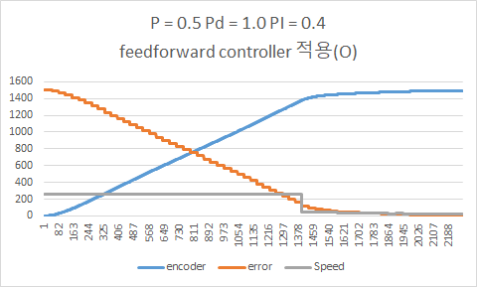 P = 0.5 Pd = 1.0 PI = 0.4
feedforward controller 적용(O)
1600
1400
1200
1000
800
600
400
200
0
1 82 163 244 325 406 487 568 649 730 811 892 973 1054 1135 1216 1297 1378 1459 1540 1621 1702 1783 1864 1945 2026 2107 2188
encoder error Speed